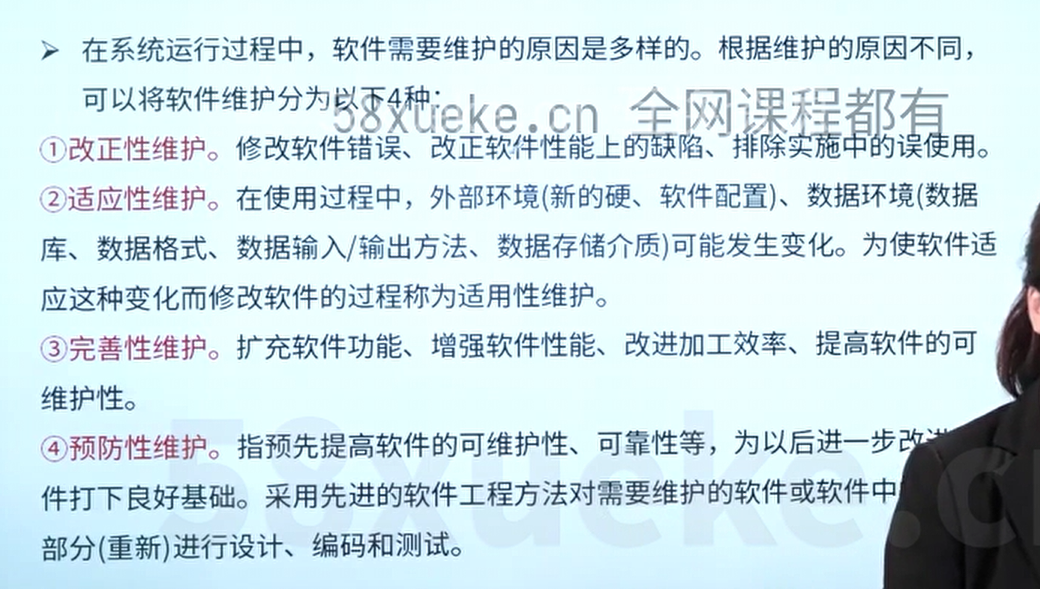 ➢ 在系统运行过程中，软件需要维护的原因是多样的。根据维护的原因不同，
可以将软件维护分为以下4种：
58xueke.cn 全网课程都有
①改正性维护。修改软件错误、改正软件性能上的缺陷、排除实施中的误使用。
②适应性维护。在使用过程中，外部环境(新的硬、软件配置)、数据环境(数据
库、数据格式、数据输入/输出方法、数据存储介质)可能发生变化。为使软件适
应这种变化而修改软件的过程称为适用性维护。
③完善性维护。扩充软件功能、增强软件性能、改进加工效率、提高软件的可
维护性。
④预防性维护。指预先提高软件的可维护性、可靠性等，为以后进一步改
件打下良好基础。采用先进的软件工程方法对需要维护的软件或软件中
部分(重新)进行设计、编码和测试。
58xueke.cn